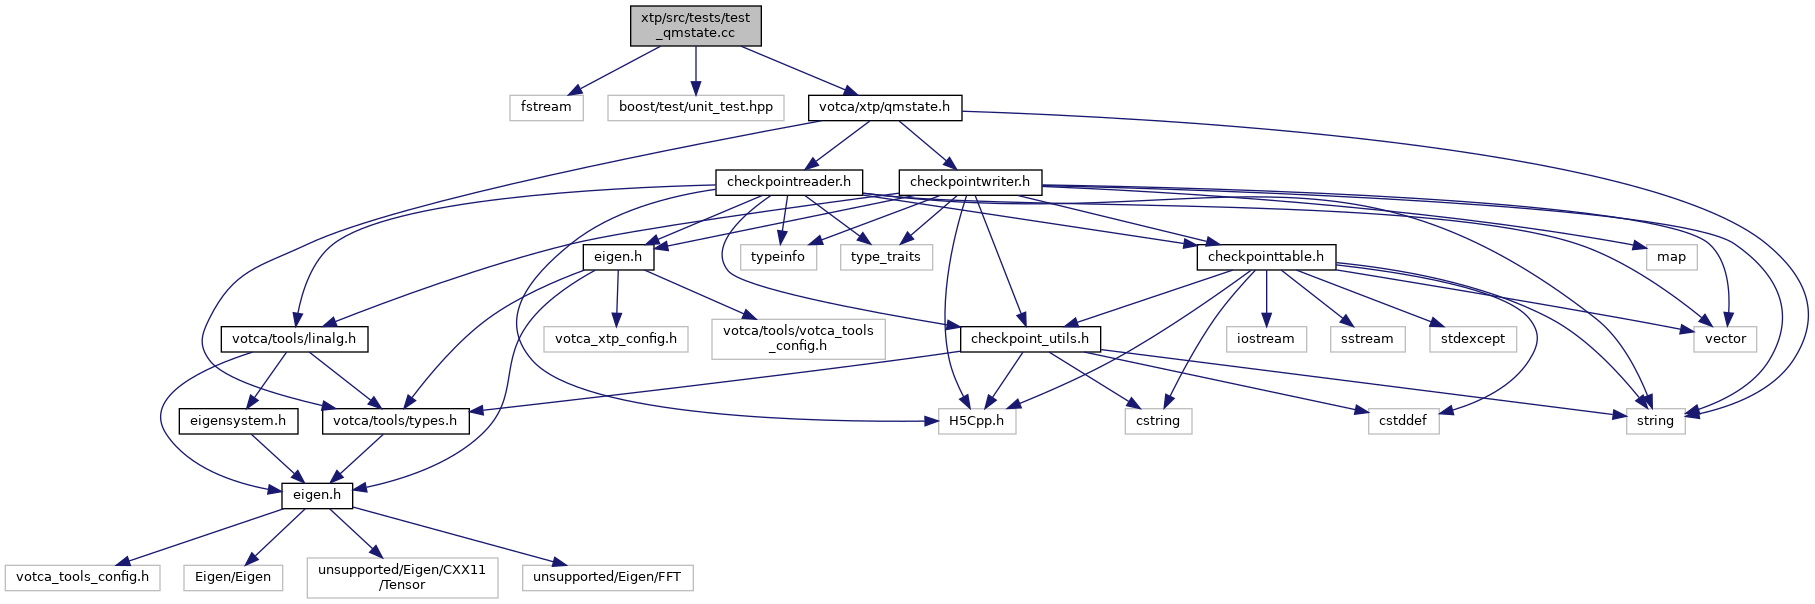 xtp/src/tests/test
_qmstate.cc
fstream
boost/test/unit_test.hpp
votca/xtp/qmstate.h
checkpointreader.h
checkpointwriter.h
eigen.h
typeinfo
type_traits
checkpointtable.h
map
votca/tools/linalg.h
votca_xtp_config.h
votca/tools/votca_tools
_config.h
checkpoint_utils.h
iostream
sstream
stdexcept
vector
eigensystem.h
votca/tools/types.h
H5Cpp.h
cstring
cstddef
string
eigen.h
votca_tools_config.h
Eigen/Eigen
unsupported/Eigen/CXX11
/Tensor
unsupported/Eigen/FFT